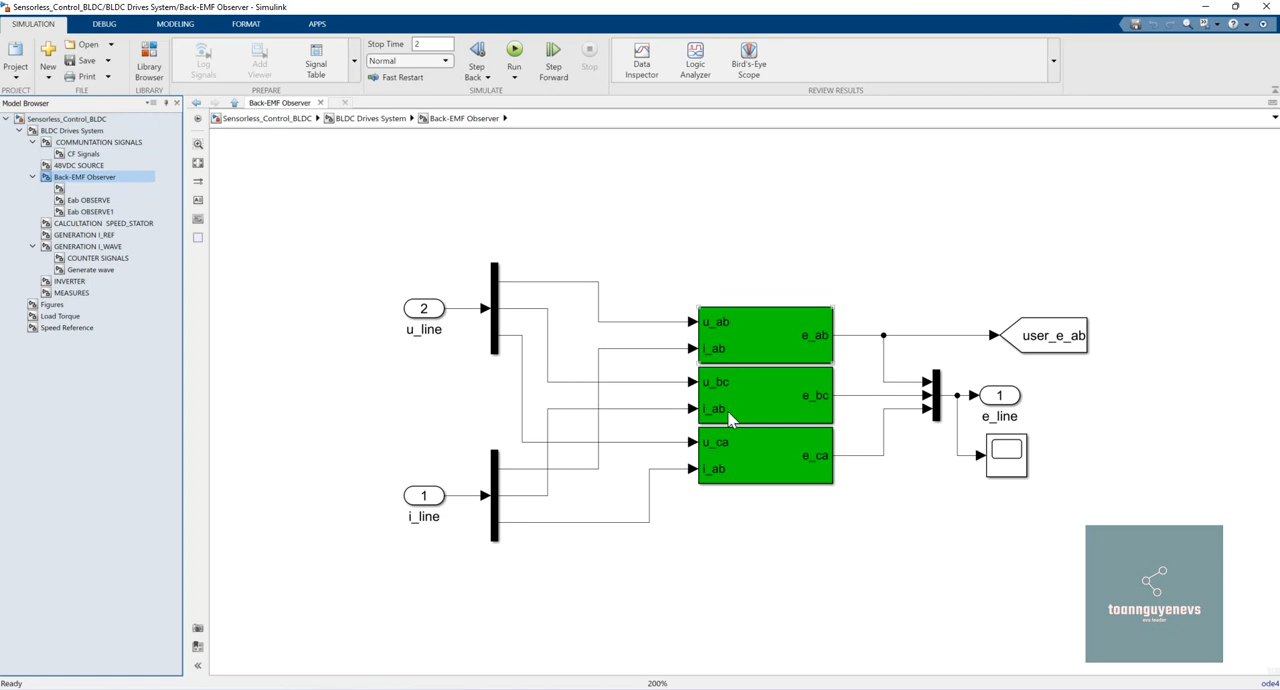 Sensorless_Control_BLDC/BLDC Drives System/Back-EMF Observer - Simulink
SIMULATION DEBUG MODELING FORMAT APPS
Project
New
Open
Save
Print
Library
Browser
Log
Signals
Add
Viewer
Signal
Table
Stop Time 2
Normal
Fast Restart
Step
Back
Run
Step
Forward
Stop
Data
Inspector
Logic
Analyzer
Bird's-Eye
Scope
PROJECT FILE LIBRARY PREPARE SIMULATE REVIEW RESULTS
Model Browser
Back-EMF Observer
Sensorless_Control_BLDC BLDC Drives System Back-EMF Observer
Sensorless_Control_BLDC
BLDC Drives System
COMMUNTATION SIGNALS
CF Signals
48VDC SOURCE
Back-EMF Observer
Eab OBSERVE
Eab OBSERVE1
CALCULTATION SPEED_STATOR
GENERATION I_REF
GENERATION I_WAVE
COUNTER SIGNALS
Generate wave
INVERTER
MEASURES
Figures
Load Torque
Speed Reference
2
u_line
1
i_line
u_ab
i_ab
e_ab
u_bc
i_ab
e_bc
u_ca
i_ab
e_ca
user_e_ab
1
e_line
toannguyenevs
evs leader
Ready 200% ode4